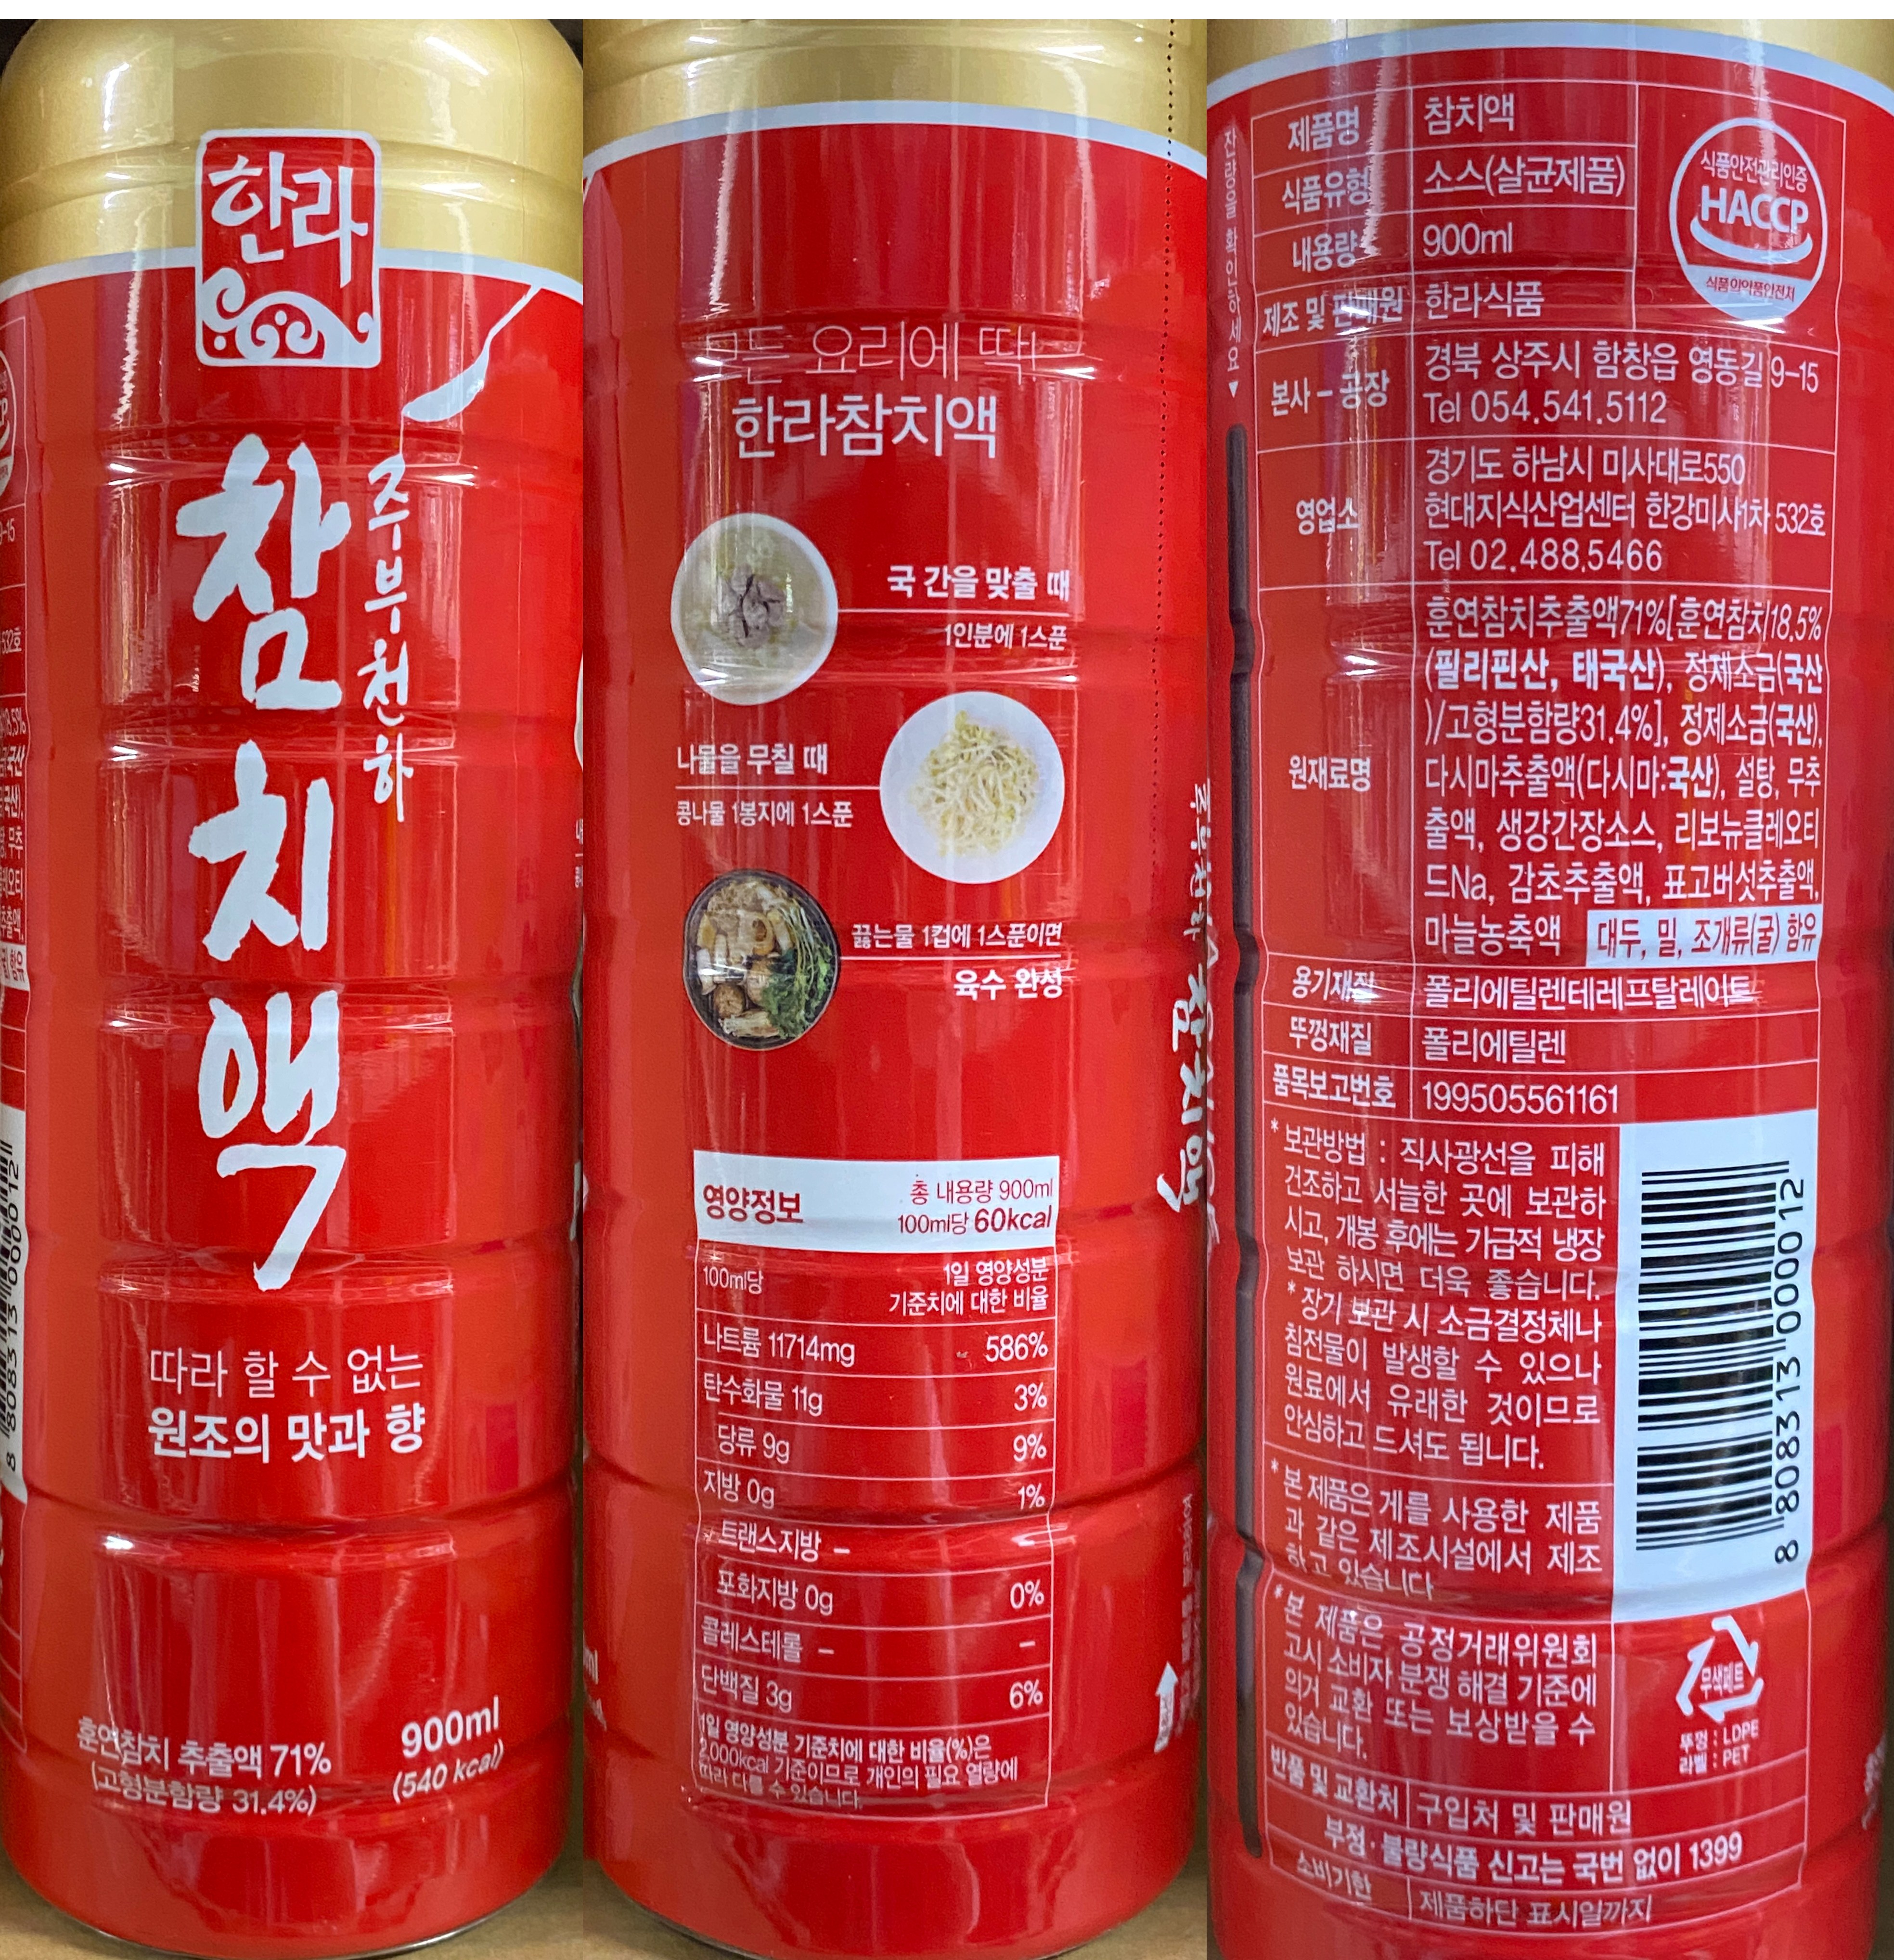 한라
참치액
주부천하
따라 할 수 없는
원조의 맛과 향
훈연참치 추출액 71%
(고형분함량 31.4%)
900ml
(540 kcal)
8 808313 000012
요리에 딱!
한라참치액
국 간을 맞출 때
1인분에 1스푼
나물을 무칠 때
콩나물 1봉지에 1스푼
끓는물 1컵에 1스푼이면
육수 완성
영양정보
총 내용량 900ml
100ml당 60kcal
100ml당
1일 영양성분
기준치에 대한 비율
나트륨 11714mg 586%
탄수화물 11g 3%
당류 9g 9%
지방 0g 1%
트랜스지방 –
포화지방 0g 0%
콜레스테롤 – –
단백질 3g 6%
1일 영양성분 기준치에 대한 비율(%)은
2,000kcal 기준이므로 개인의 필요 열량에
따라 다를 수 있습니다.
주부천하
참치액
잔량을 확인하세요 ▼
제품명 참치액
식품유형 소스(살균제품)
내용량 900ml
제조 및 판매원 한라식품
식품안전관리인증
HACCP
식품의약품안전처
본사 – 공장
경북 상주시 함창읍 영동길 9–15
Tel 054.541.5112
영업소
경기도 하남시 미사대로550
현대지식산업센터 한강미사1차 532호
Tel 02.488.5466
원재료명
훈연참치추출액71%[훈연참치18.5%
(필리핀산, 태국산), 정제소금(국산
)/고형분함량31.4%], 정제소금(국산),
다시마추출액(다시마:국산), 설탕, 무추
출액, 생강간장소스, 리보뉴클레오티
드Na, 감초추출액, 표고버섯추출액,
마늘농축액 대두, 밀, 조개류(굴) 함유
용기재질 폴리에틸렌테레프탈레이트
뚜껑재질 폴리에틸렌
품목보고번호 199505561161
* 보관방법 : 직사광선을 피해
건조하고 서늘한 곳에 보관하
시고, 개봉 후에는 가급적 냉장
보관 하시면 더욱 좋습니다.
* 장기 보관 시 소금결정체나
침전물이 발생할 수 있으나
원료에서 유래한 것이므로
안심하고 드셔도 됩니다.
* 본 제품은 게를 사용한 제품
과 같은 제조시설에서 제조
하고 있습니다
* 본 제품은 공정거래위원회
고시 소비자 분쟁 해결 기준에
의거 교환 또는 보상받을 수
있습니다.
8 808313 000012
무색페트
뚜껑 : LDPE
라벨 : PET
반품 및 교환처 구입처 및 판매원
부정·불량식품 신고는 국번 없이 1399
소비기한 제품하단 표시일까지